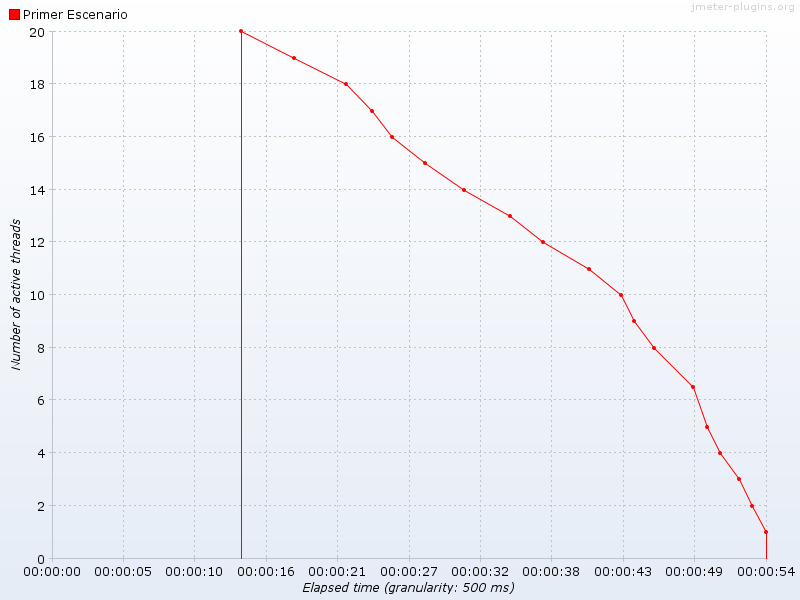 jmeter-plugins.org
Primer Escenario
20
18
16
14
12
10
8
6
4
2
0
Number of active threads
00:00:00 00:00:05 00:00:10 00:00:16 00:00:21 00:00:27 00:00:32 00:00:38 00:00:43 00:00:49 00:00:54
Elapsed time (granularity: 500 ms)